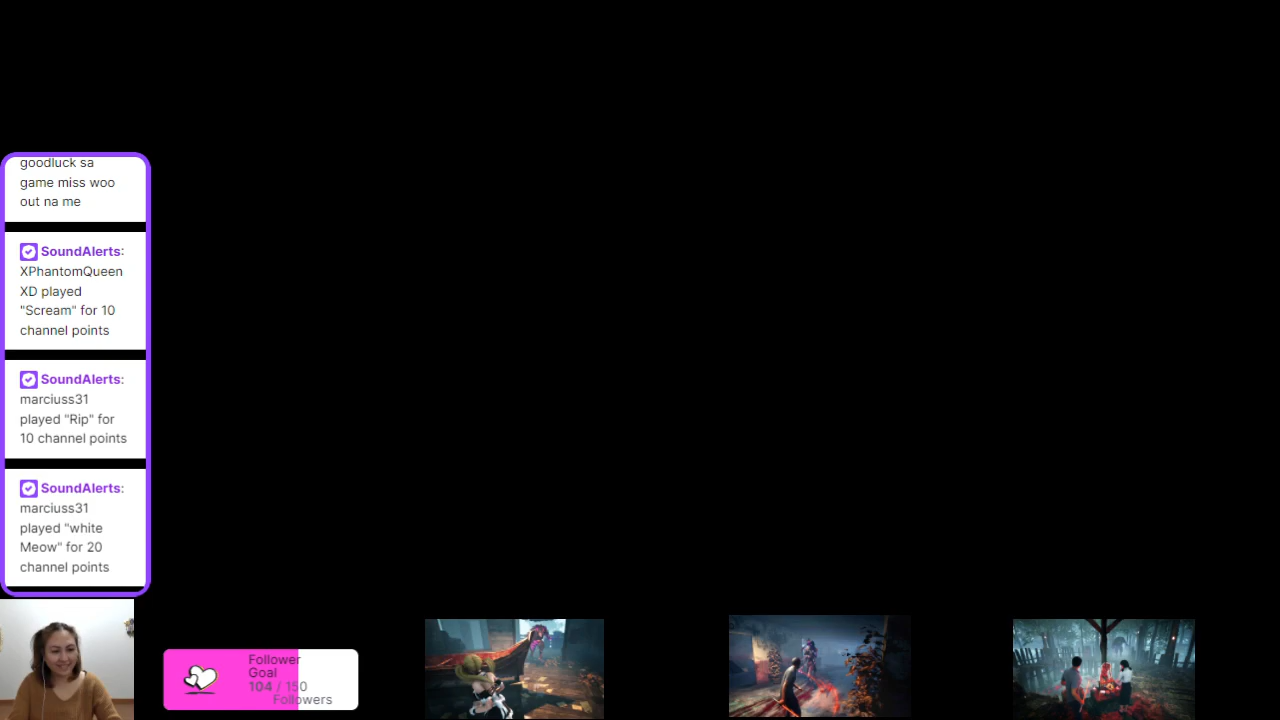 goodluck sa
game miss woo
out na me
SoundAlerts:
XPhantomQueen
XD played
"Scream" for 10
channel points
SoundAlerts:
marciuss31
played "Rip" for
10 channel points
SoundAlerts:
marciuss31
played "white
Meow" for 20
channel points
Follower
Goal
104 / 150
Followers